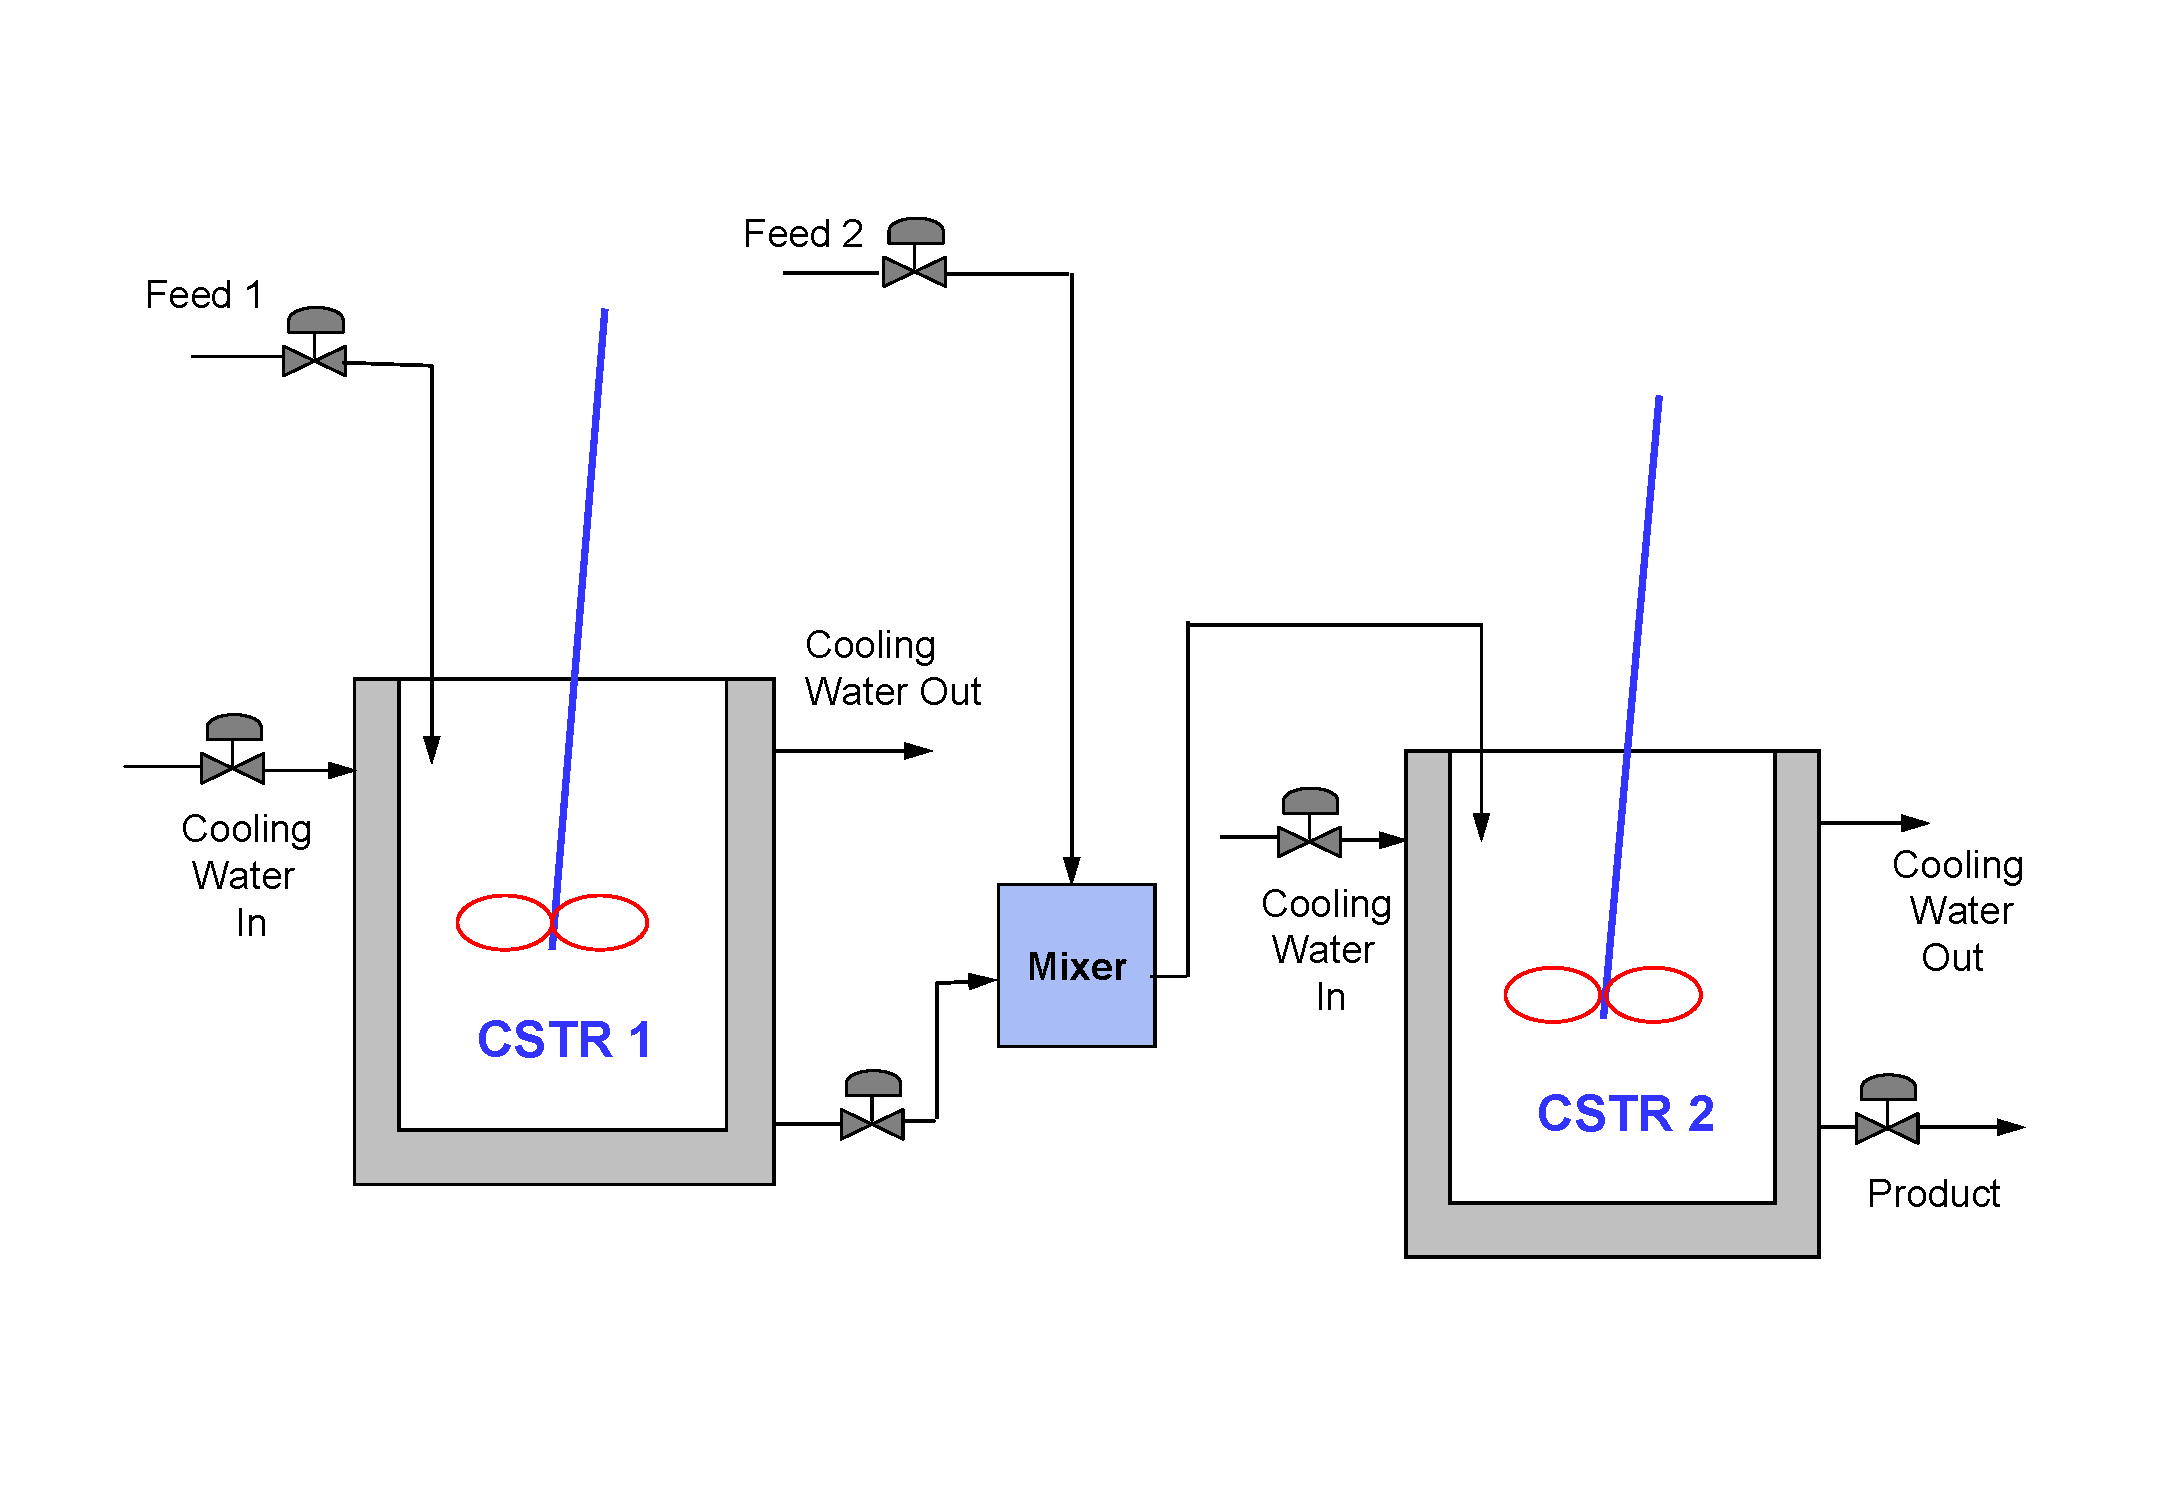 Feed 2
Feed 1
Cooling
Water Out
Cooling
Water
In
Cooling
Water
In
Cooling
Water
Out
Mixer
CSTR 1
CSTR 2
Product